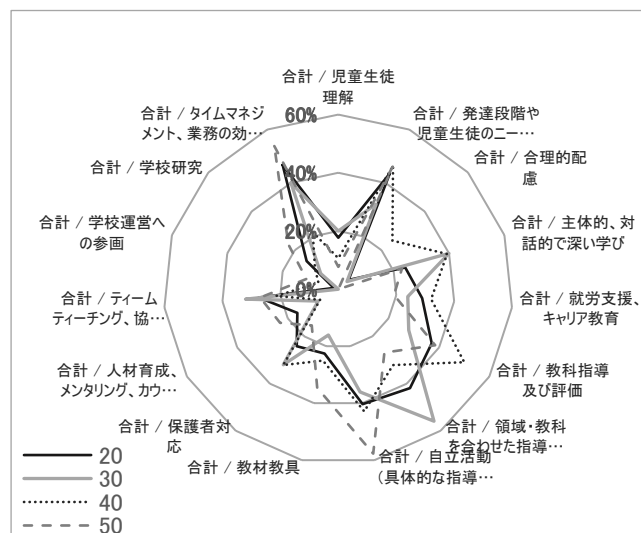 合計 / 児童生徒
理解
合計 / 発達段階や
児童生徒のニー…
合計 / 合理的配
慮
合計 / 主体的、対
話的で深い学び
合計 / 就労支援、
キャリア教育
合計 / 教科指導
及び評価
合計 / 領域・教科
を合わせた指導…
合計 / 自立活動
(具体的な指導…
合計 / 教材教具
合計 / 保護者対
応
合計 / 人材育成、
メンタリング、カウ…
合計 / ティーム
ティーチング、協…
合計 / 学校運営へ
の参画
合計 / 学校研究
合計 / タイムマネジ
メント、業務の効…
60%
40%
20%
0%
20
30
40
50